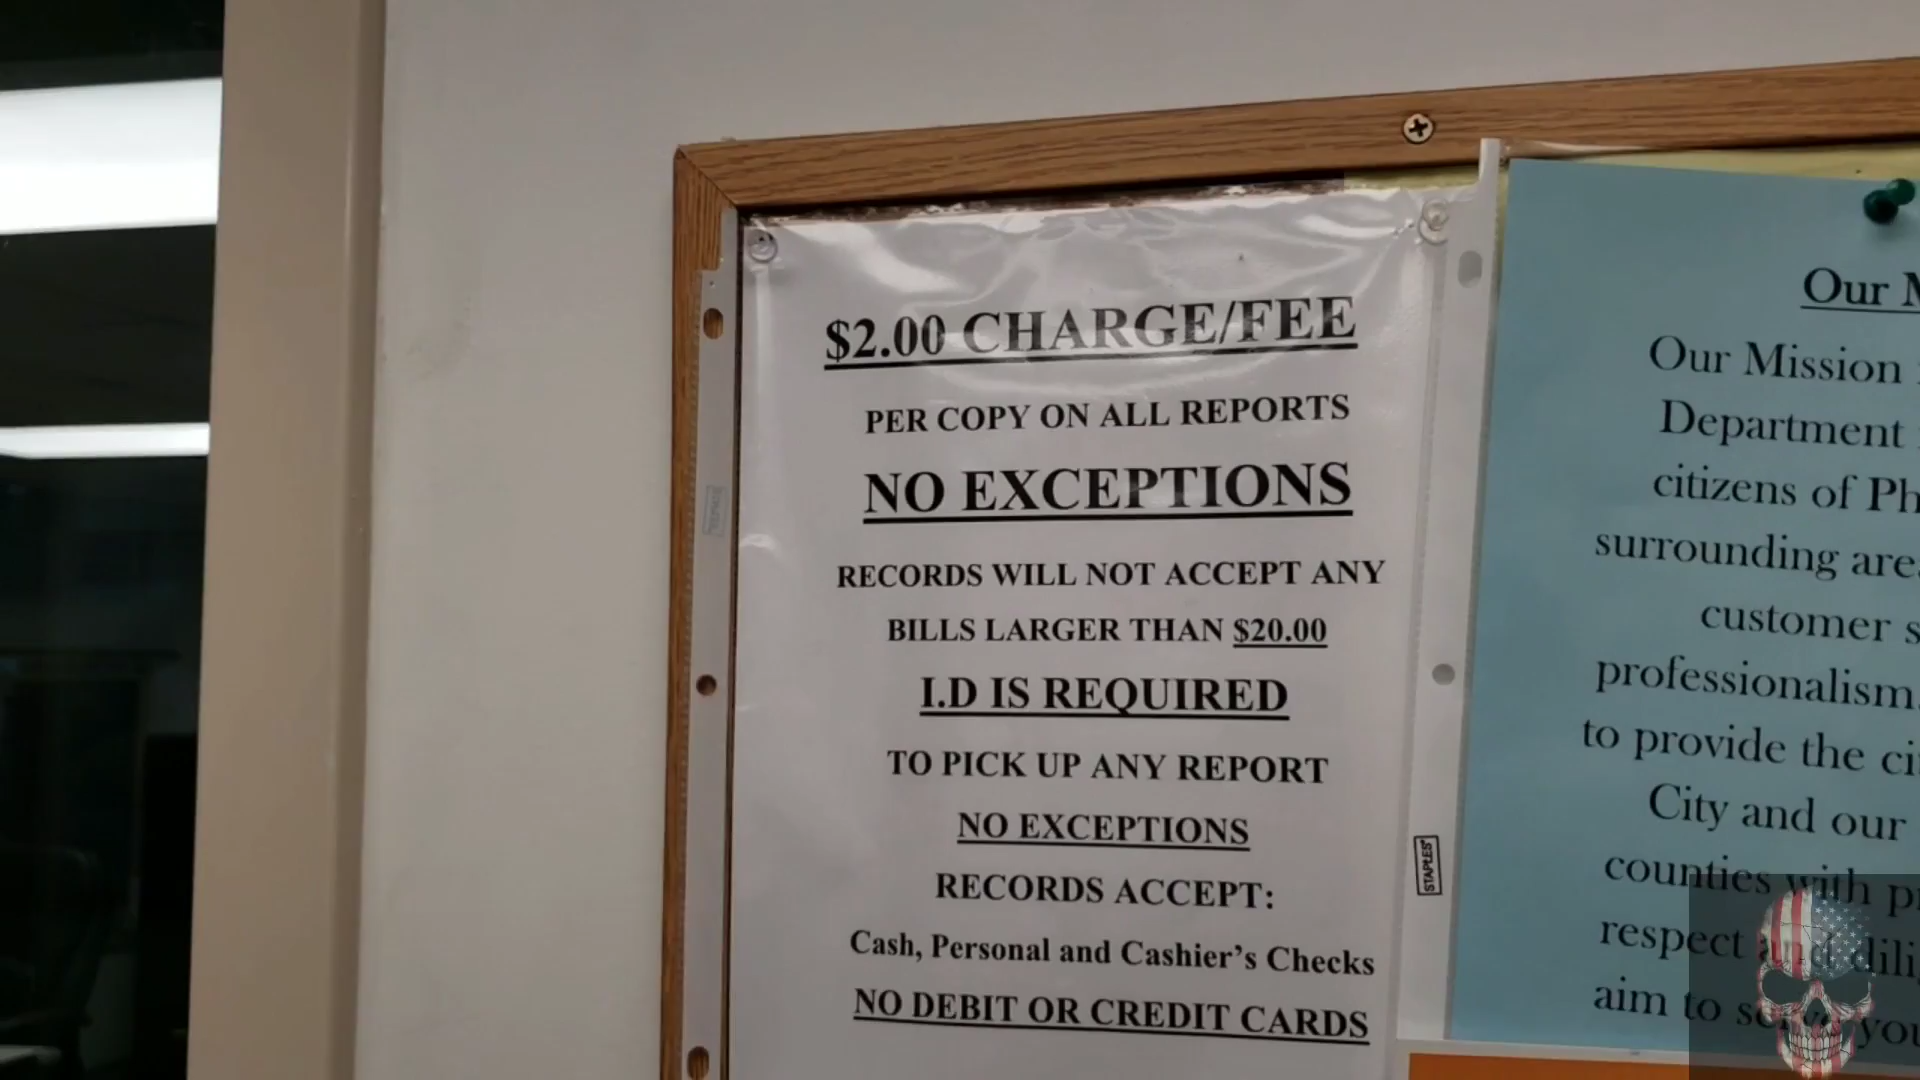 $2.00 CHARGE/FEE
PER COPY ON ALL REPORTS
NO EXCEPTIONS
RECORDS WILL NOT ACCEPT ANY
BILLS LARGER THAN $20.00
I.D IS REQUIRED
TO PICK UP ANY REPORT
NO EXCEPTIONS
RECORDS ACCEPT:
Cash, Personal and Cashier's Checks
NO DEBIT OR CREDIT CARDS
STAPLES
Our
Our Mission
Department
citizens of Ph
surrounding
customer
professionalism
to provide the
City and our
counties with
respect and
aim to